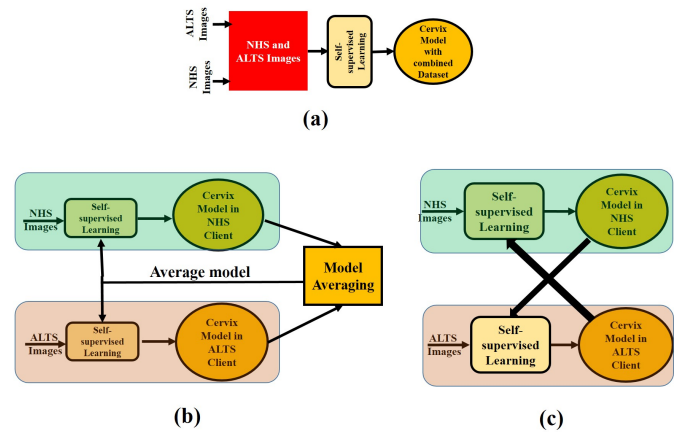 ALTS
Images
NHS
Images
NHS and
ALTS Images
Self-
supervised
Learning
Cervix
Model
with
combined
Dataset
(a)
NHS
Images
Self-
supervised
Learning
Cervix
Model in
NHS
Client
Average model
Model
Averaging
ALTS
Images
Self-
supervised
Learning
Cervix
Model in
ALTS
Client
(b)
NHS
Images
Self-
supervised
Learning
Cervix
Model in
NHS
Client
ALTS
Images
Self-
supervised
Learning
Cervix
Model in
ALTS
Client
(c)